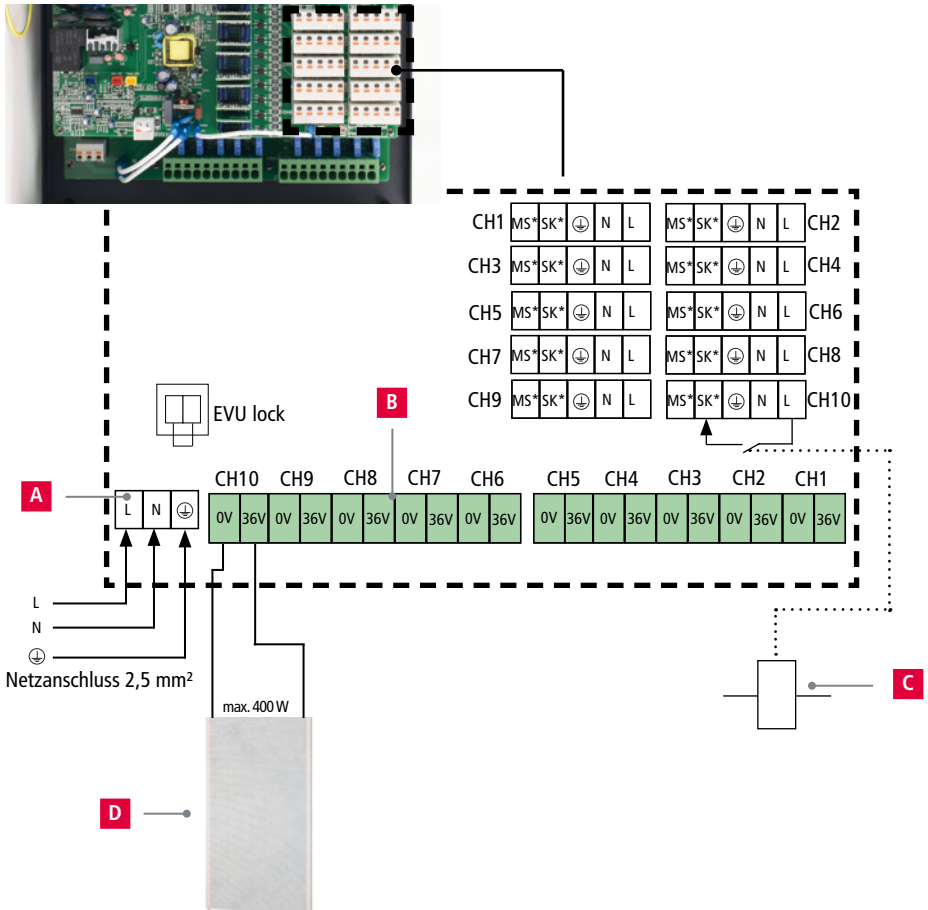 CH1 MS* SK* N L MS* SK* N L CH2
CH3 MS* SK* N L MS* SK* N L CH4
CH5 MS* SK* N L MS* SK* N L CH6
CH7 MS* SK* N L MS* SK* N L CH8
CH9 MS* SK* N L MS* SK* N L CH10
EVU lock
B
CH10 CH9 CH8 CH7 CH6 CH5 CH4 CH3 CH2 CH1
A
L N
0V 36V 0V 36V 0V 36V 0V 36V 0V 36V 0V 36V 0V 36V 0V 36V 0V 36V 0V 36V
L
N
Netzanschluss 2,5 mm²
C
max. 400 W
D